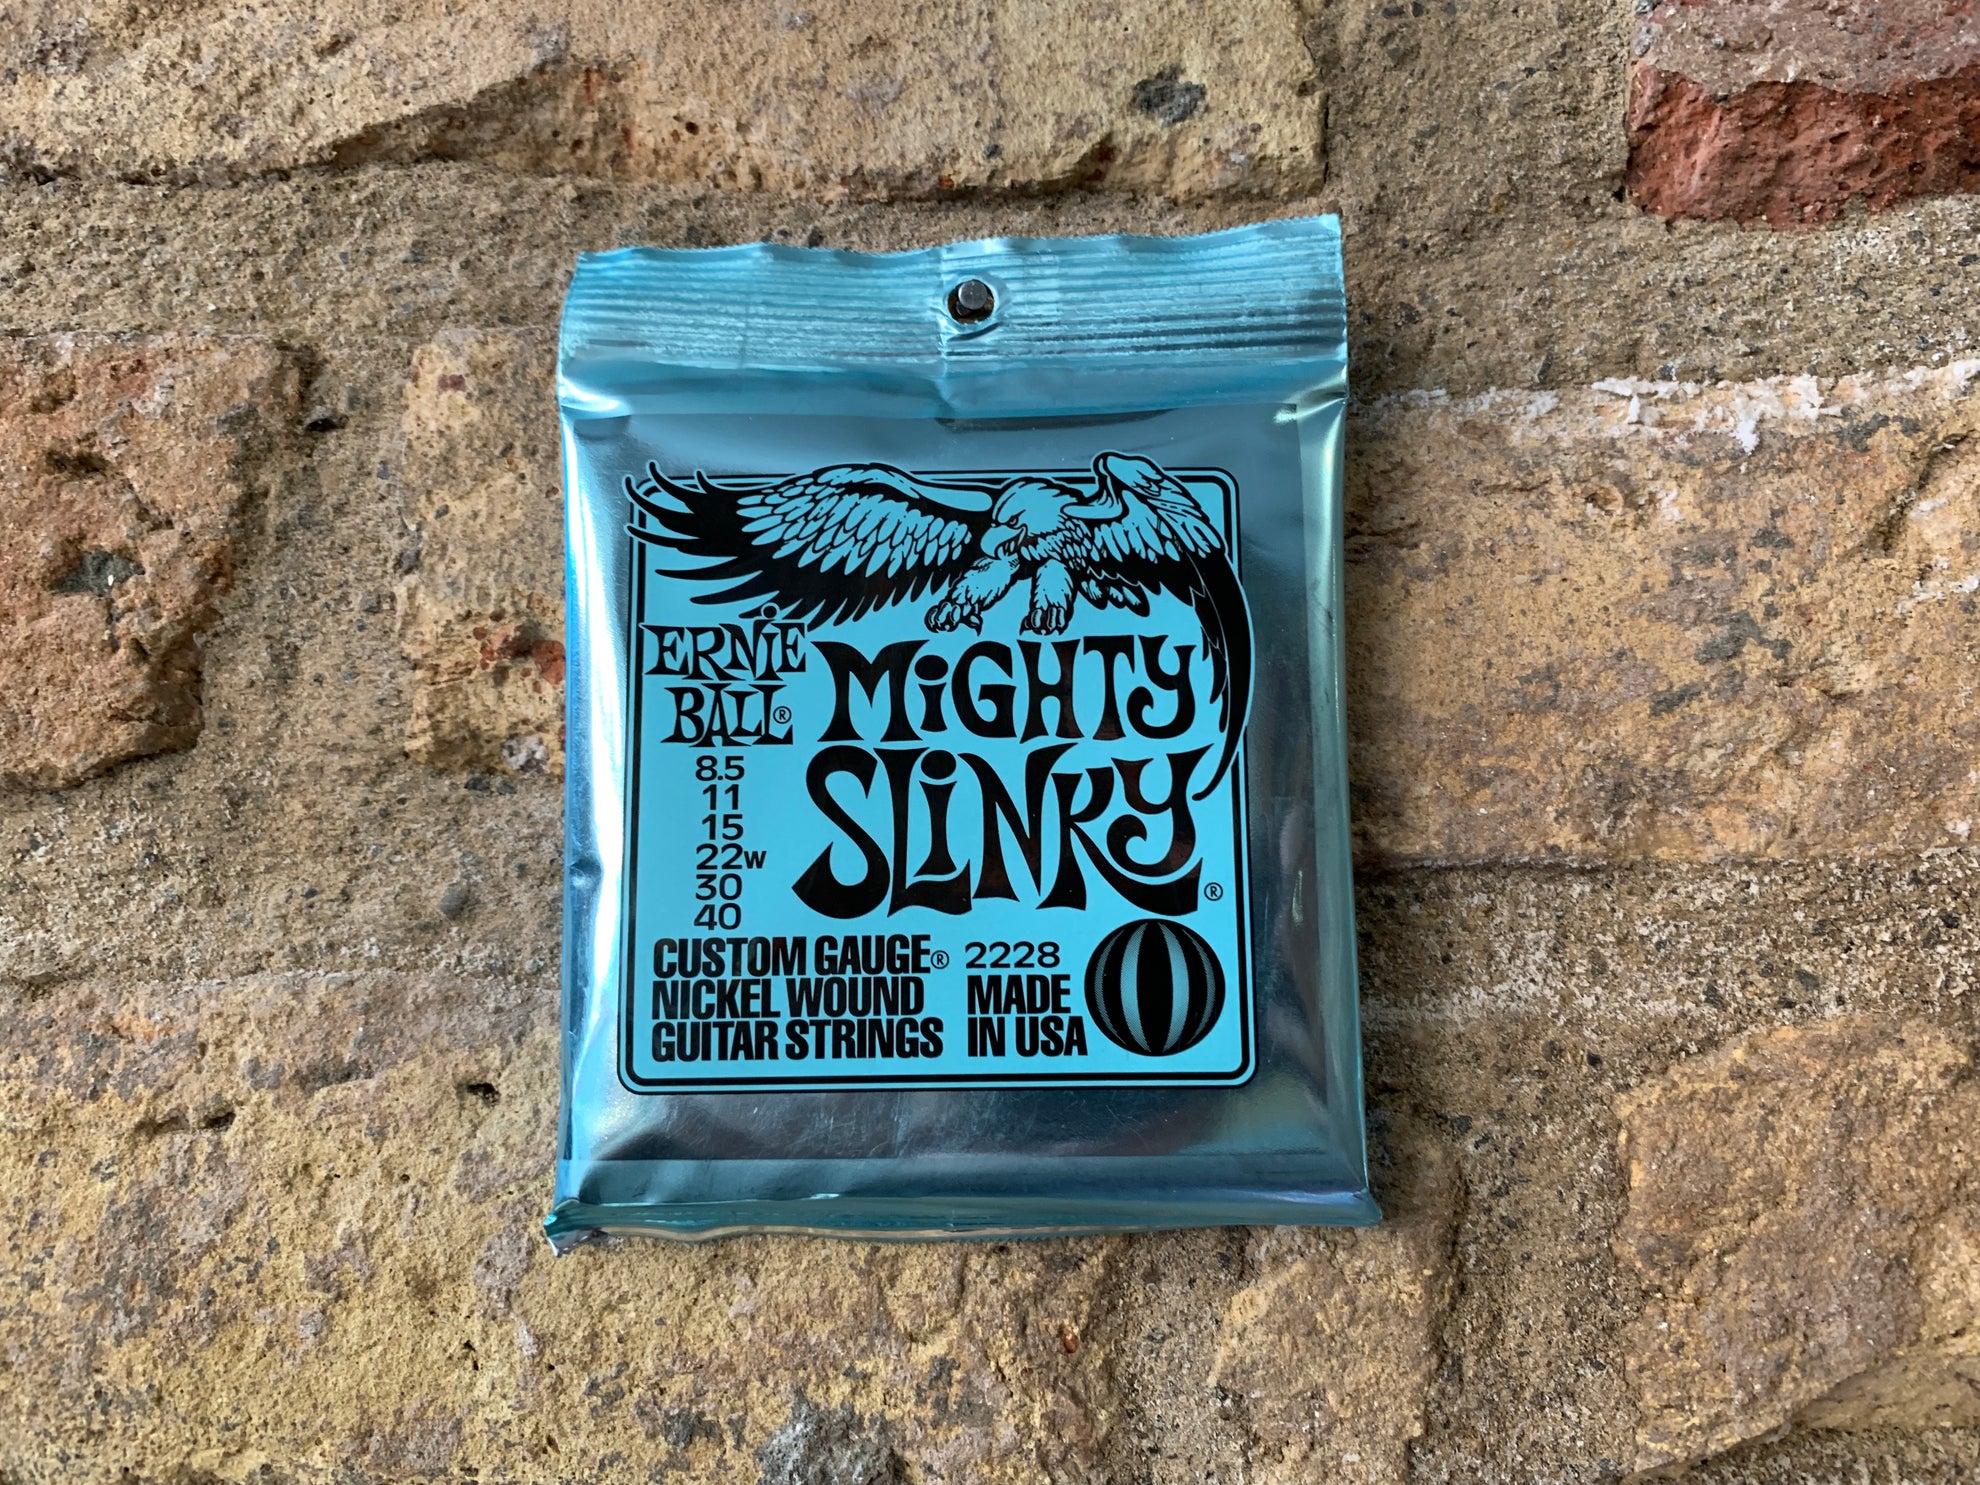 ERNiE
BALL®
MiGHTY
SLiNKY®
8.5
11
15
22w
30
40
CUSTOM GAUGE®
NICKEL WOUND
GUITAR STRINGS
2228
MADE
IN USA